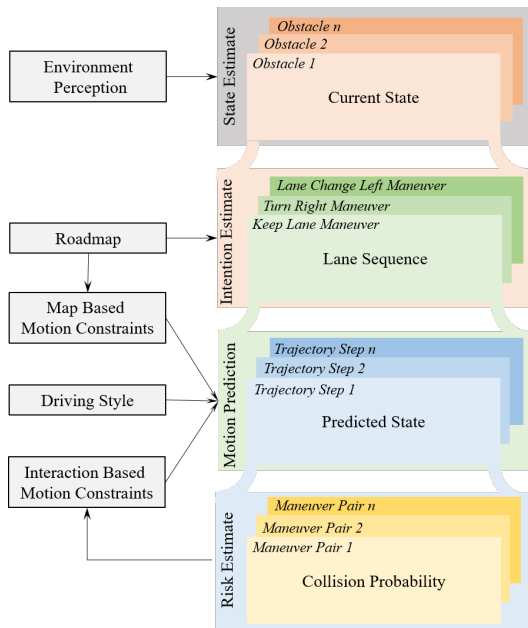 Environment
Perception
State Estimate
Obstacle n
Obstacle 2
Obstacle 1
Current State
Roadmap
Intention Estimate
Lane Change Left Maneuver
Turn Right Maneuver
Keep Lane Maneuver
Lane Sequence
Map Based
Motion Constraints
Driving Style
Interaction Based
Motion Constraints
Motion Prediction
Trajectory Step n
Trajectory Step 2
Trajectory Step 1
Predicted State
Risk Estimate
Maneuver Pair n
Maneuver Pair 2
Maneuver Pair 1
Collision Probability